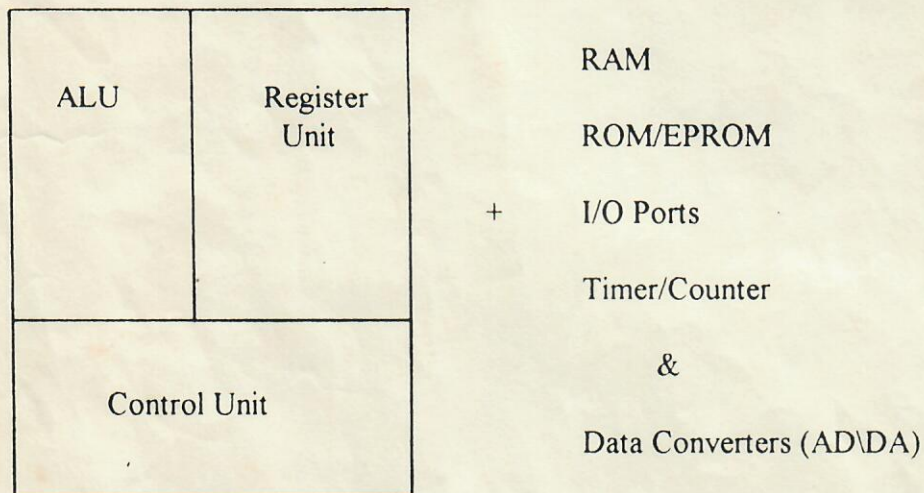 ALU
Register
Unit
Control Unit
+
RAM
ROM/EPROM
I/O Ports
Timer/Counter
&
Data Converters (AD\DA)